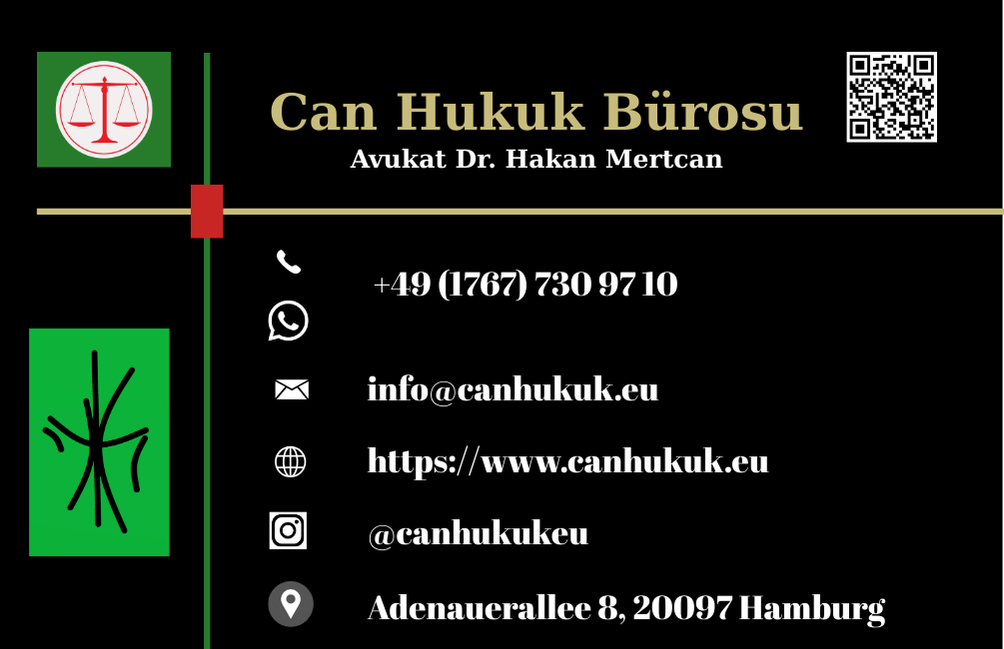 Can Hukuk Bürosu
Avukat Dr. Hakan Mertcan
+49 (1767) 730 97 10
info@canhukuk.eu
https://www.canhukuk.eu
@canhukukeu
Adenauerallee 8, 20097 Hamburg